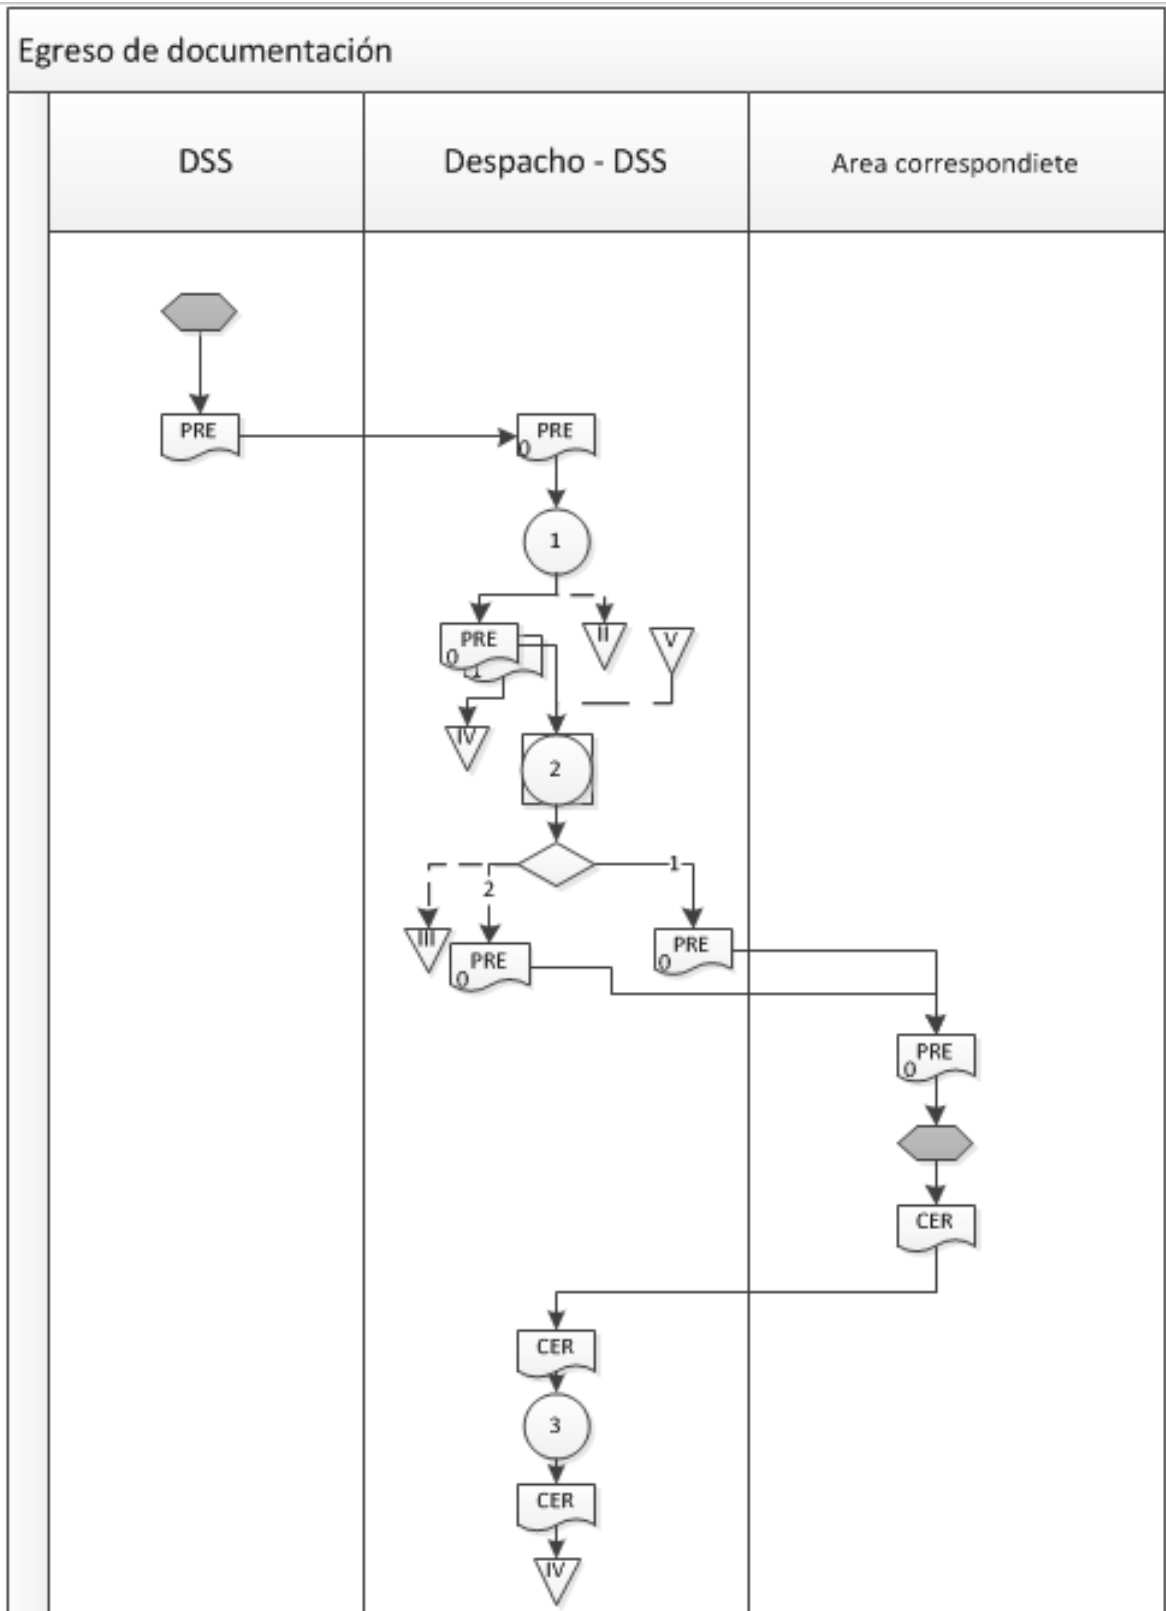 Egreso de documentación
DSS
Despacho - DSS
Area correspondiete
PRE
PRE
0
1
PRE
0
1
II
V
IV
2
1
2
III
PRE
0
PRE
0
PRE
0
CER
CER
3
CER
IV